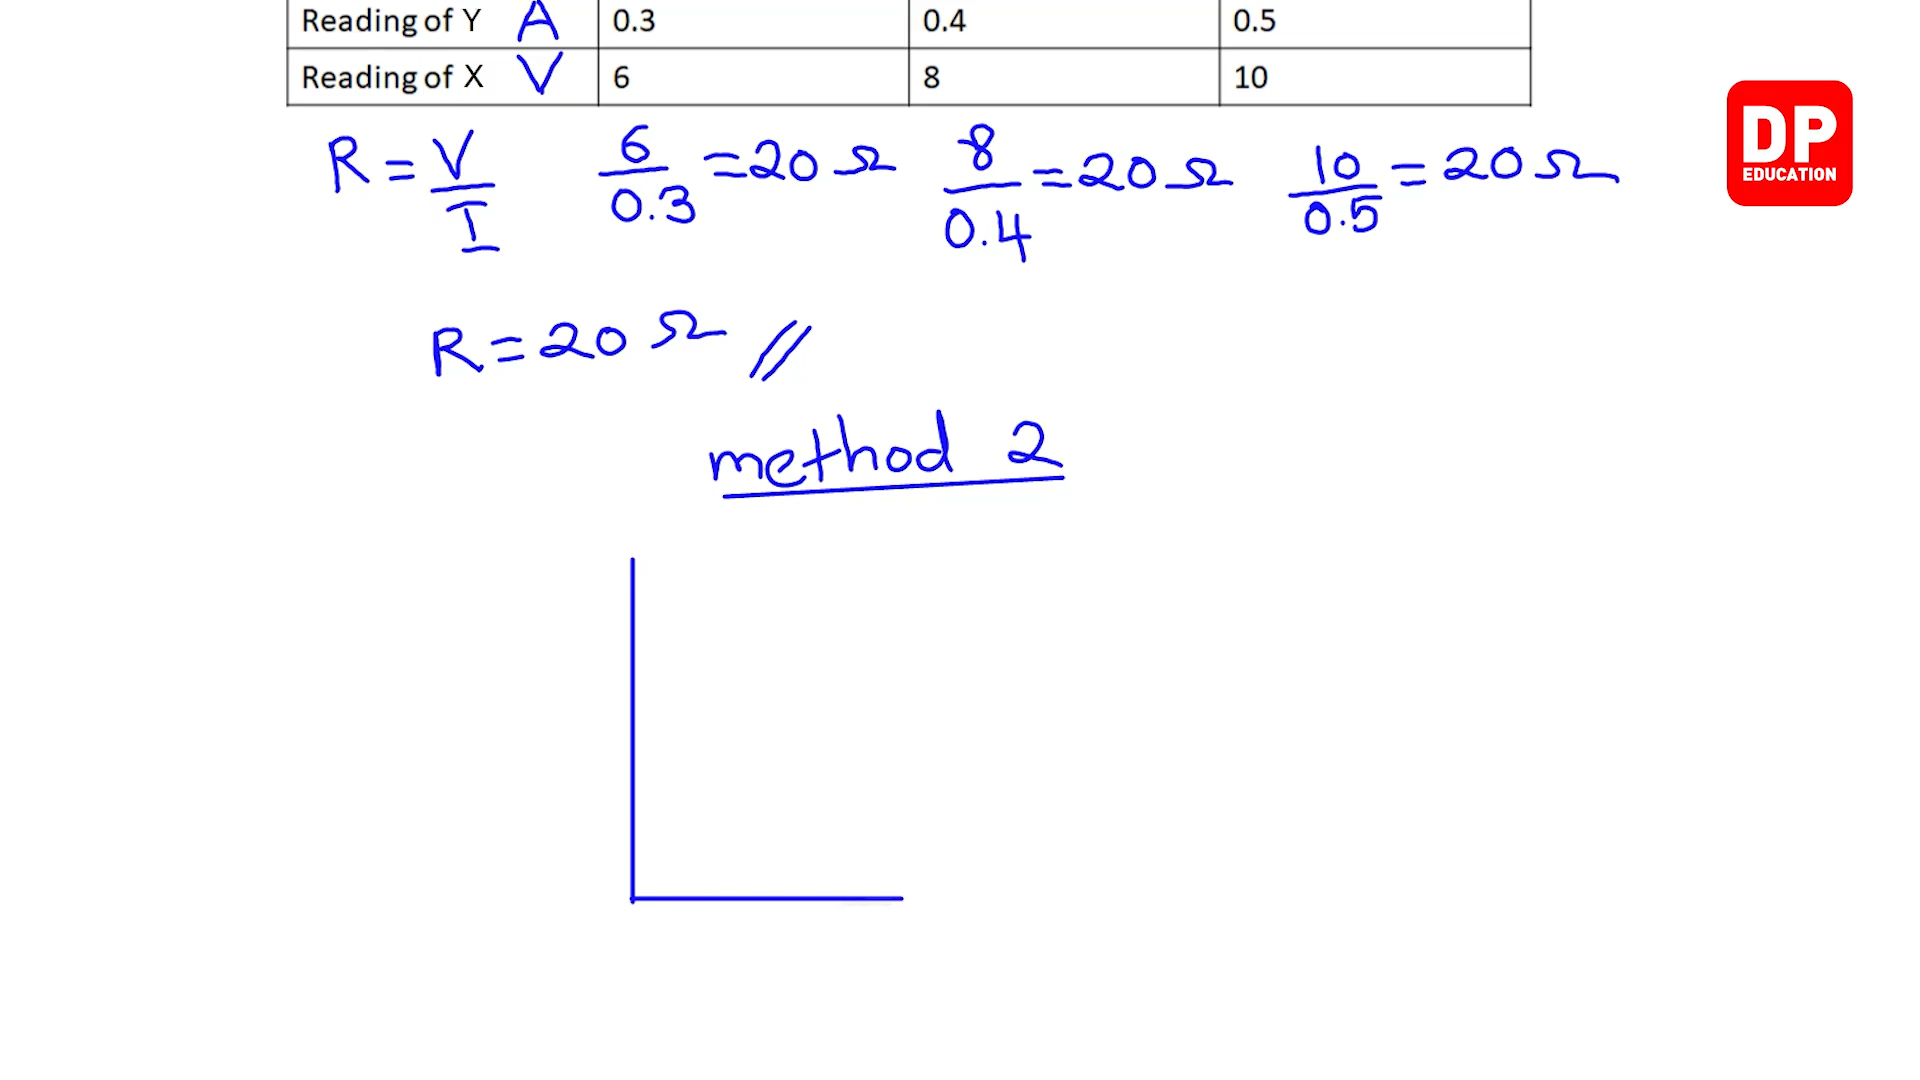 Reading of Y A 0.3 0.4 0.5
Reading of X V 6 8 10
DP
EDUCATION
R = V/I 6/0.3 = 20 Ω 8/0.4 = 20 Ω 10/0.5 = 20 Ω
R = 20 Ω //
method 2